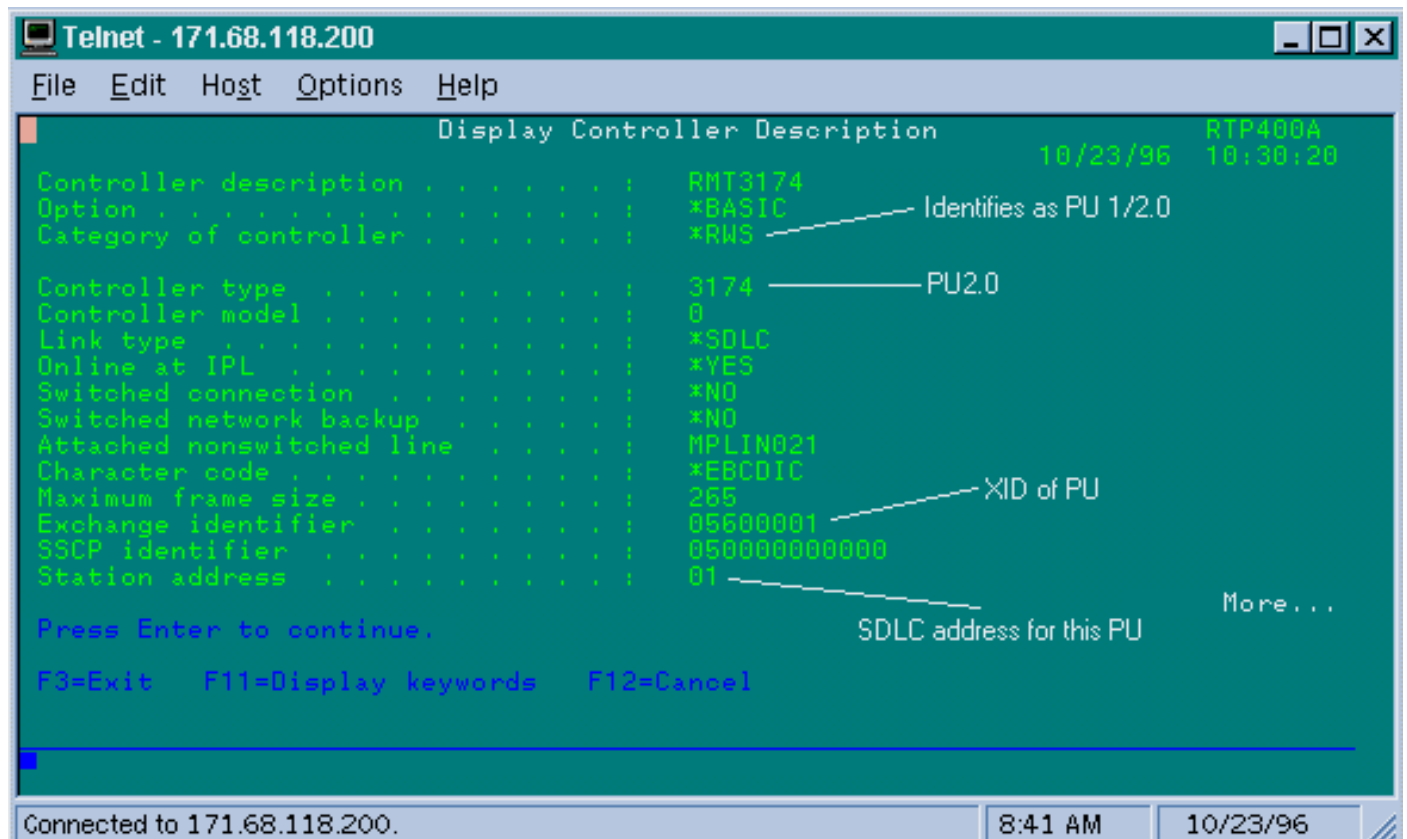 Telnet - 171.68.118.200
File Edit Host Options Help
Display Controller Description RTP400A
10/23/96 10:30:20
Controller description . . . . . . : RMT3174
Option . . . . . . . . . . . . . . : *BASIC
Identifies as PU 1/2.0
Category of controller . . . . . . : *RWS
Controller type . . . . . . . . . : 3174
PU2.0
Controller model . . . . . . . . . : 0
Link type . . . . . . . . . . . . : *SDLC
Online at IPL . . . . . . . . . . : *YES
Switched connection . . . . . . . : *NO
Switched network backup . . . . . : *NO
Attached nonswitched line . . . . : MPLIN021
Character code . . . . . . . . . . : *EBCDIC
Maximum frame size . . . . . . . . : 265
XID of PU
Exchange identifier . . . . . . . : 05600001
SSCP identifier . . . . . . . . . : 050000000000
Station address . . . . . . . . . : 01
More...
Press Enter to continue.
SDLC address for this PU
F3=Exit F11=Display keywords F12=Cancel
Connected to 171.68.118.200. 8:41 AM 10/23/96